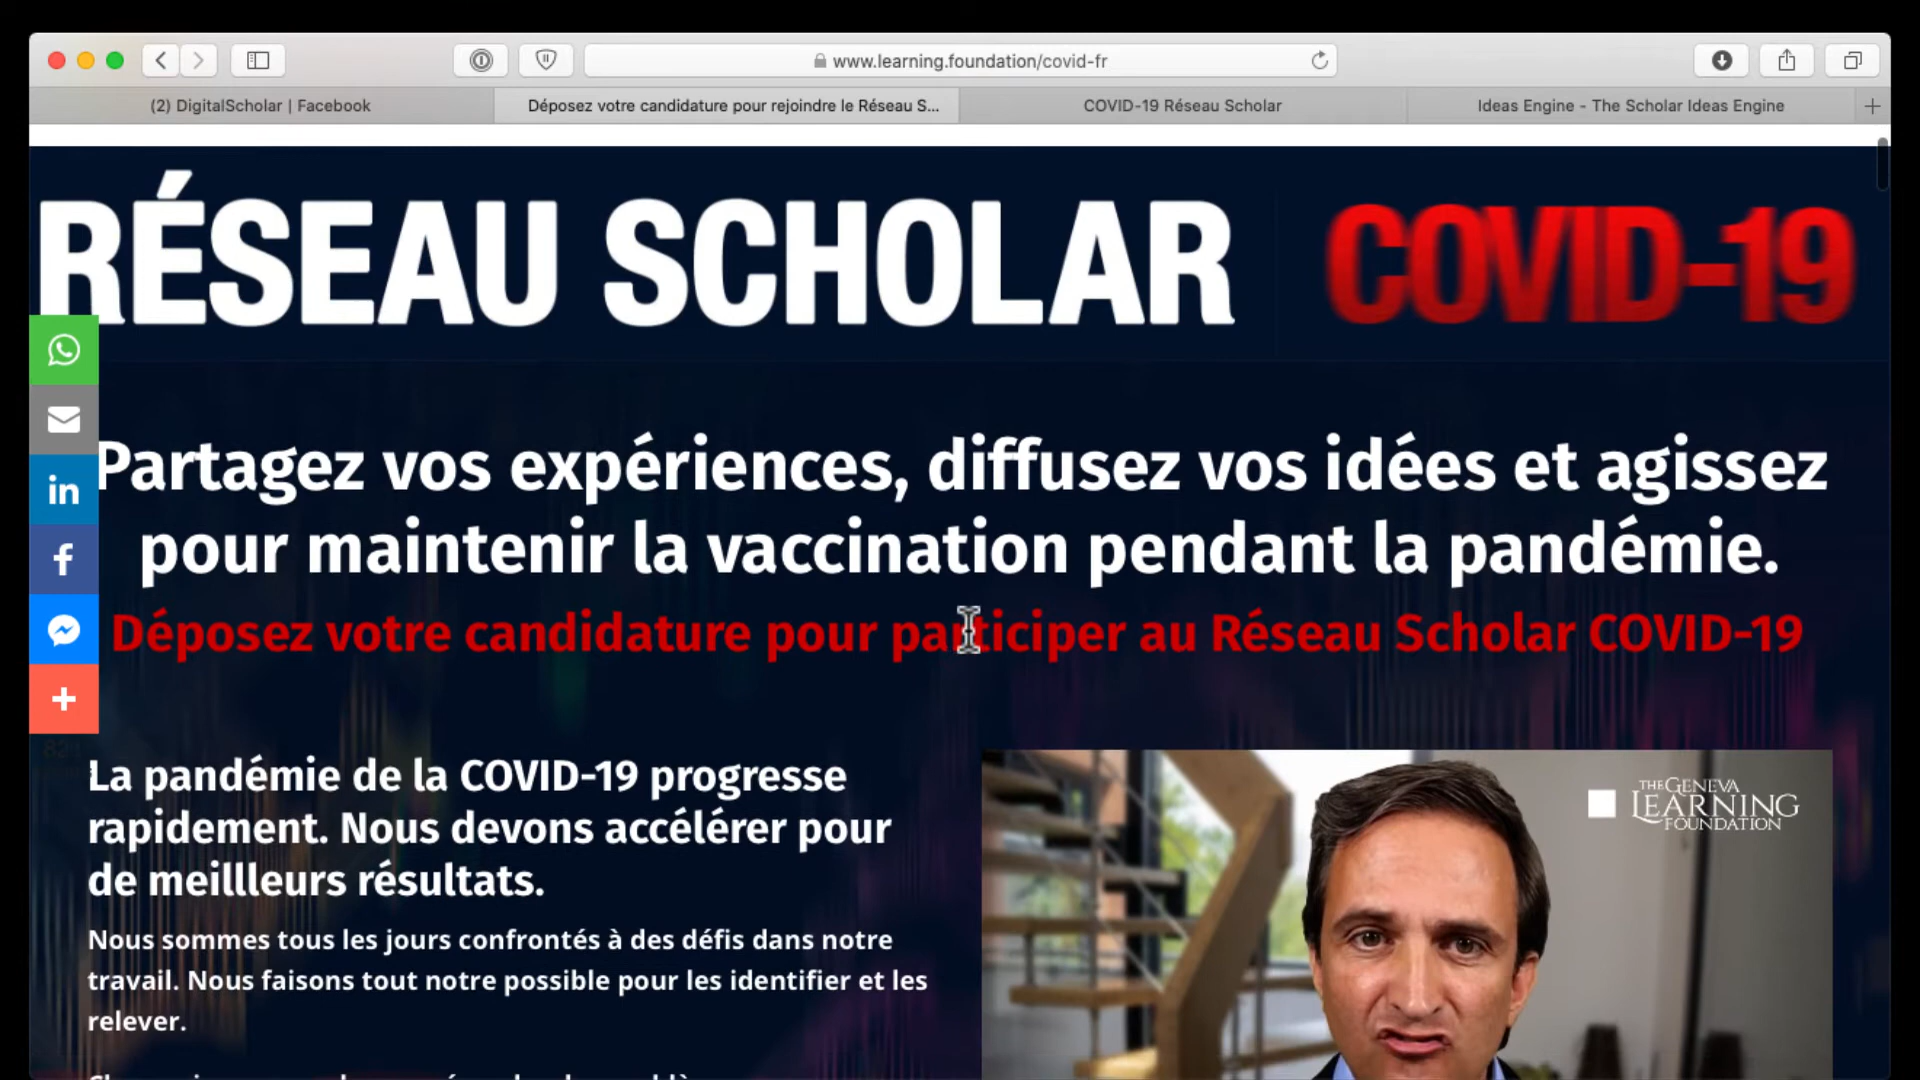 www.learning.foundation/covid-fr
(2) DigitalScholar | Facebook
Déposez votre candidature pour rejoindre le Réseau S...
COVID-19 Réseau Scholar
Ideas Engine - The Scholar Ideas Engine
RÉSEAU SCHOLAR COVID-19
Partagez vos expériences, diffusez vos idées et agissez
pour maintenir la vaccination pendant la pandémie.
Déposez votre candidature pour participer au Réseau Scholar COVID-19
in
f
La pandémie de la COVID-19 progresse
rapidement. Nous devons accélérer pour
de meillleurs résultats.
Nous sommes tous les jours confrontés à des défis dans notre
travail. Nous faisons tout notre possible pour les identifier et les
relever.
THE GENEVA
LEARNING
FOUNDATION